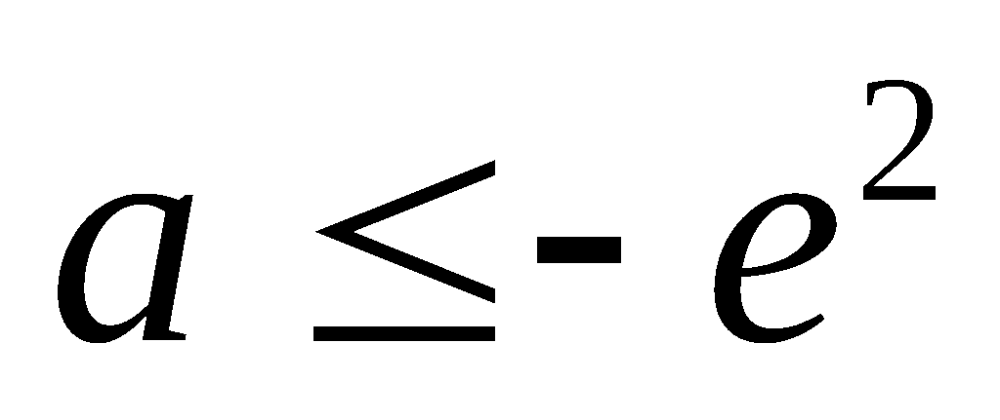 a ≤- e²